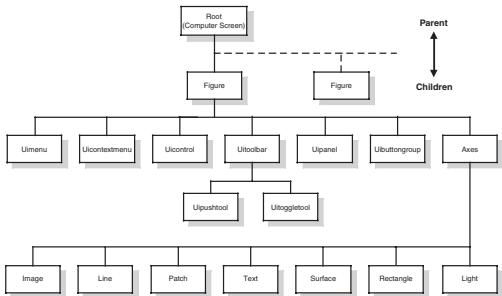 Root
(Computer Screen)
Parent
Children
Figure
Figure
Uimenu
Uicontextmenu
Uicontrol
Uitoolbar
Uipanel
Uibuttongroup
Axes
Uipushtool
Uitoggletool
Image
Line
Patch
Text
Surface
Rectangle
Light